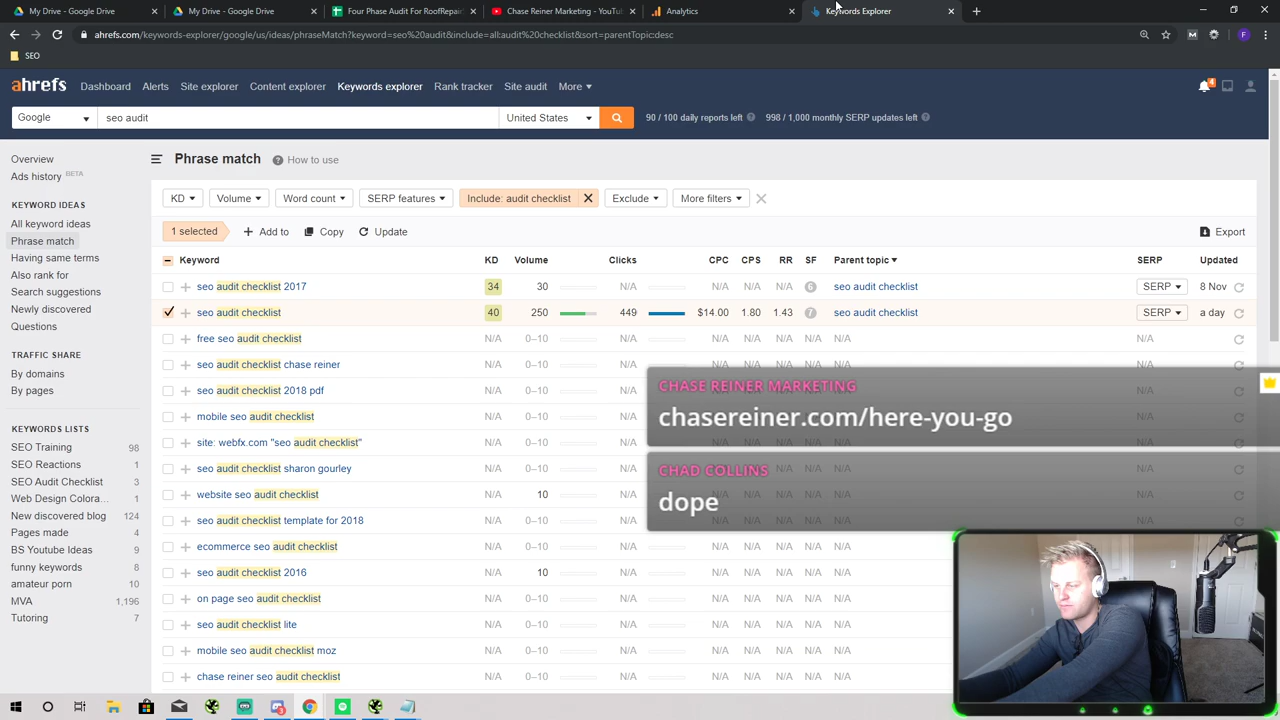 My Drive - Google Drive
My Drive - Google Drive
Four Phase Audit For RoofRepair
Chase Reiner Marketing - YouTu
Analytics
Keywords Explorer
ahrefs.com/keywords-explorer/google/us/ideas/phraseMatch?keyword=seo%20audit&include=all:audit%20checklist&sort=parentTopicdesc
SEO
ahrefs
Dashboard
Alerts
Site explorer
Content explorer
Keywords explorer
Rank tracker
Site audit
More
4
Google
seo audit
United States
90 / 100 daily reports left
998 / 1,000 monthly SERP updates left
Overview
Ads history BETA
KEYWORD IDEAS
All keyword ideas
Phrase match
Having same terms
Also rank for
Search suggestions
Newly discovered
Questions
TRAFFIC SHARE
By domains
By pages
KEYWORDS LISTS
SEO Training 98
SEO Reactions 1
SEO Audit Checklist 3
Web Design Colora... 1
New discovered blog 124
Pages made 4
BS Youtube Ideas 9
funny keywords 8
amateur porn 10
MVA 1,196
Tutoring 7
Phrase match
? How to use
KD
Volume
Word count
SERP features
Include: audit checklist
Exclude
More filters
1 selected
+ Add to
Copy
Update
Export
Keyword KD Volume Clicks CPC CPS RR SF Parent topic SERP Updated
seo audit checklist 2017 34 30 N/A N/A N/A N/A 6 seo audit checklist SERP 8 Nov
seo audit checklist 40 250 449 $14.00 1.80 1.43 7 seo audit checklist SERP a day
free seo audit checklist N/A 0–10 N/A N/A N/A N/A N/A N/A N/A
seo audit checklist chase reiner N/A 0–10 N/A
seo audit checklist 2018 pdf N/A 0–10 N/A
mobile seo audit checklist N/A 0–10 N/A
site: webfx.com "seo audit checklist" N/A 0–10 N/A
seo audit checklist sharon gourley N/A 0–10 N/A
website seo audit checklist N/A 10 N/A
seo audit checklist template for 2018 N/A 0–10 N/A
ecommerce seo audit checklist N/A 0–10 N/A N/A N/A N/A N/A N/A
seo audit checklist 2016 N/A 10 N/A N/A N/A N/A N/A N/A
on page seo audit checklist N/A 0–10 N/A N/A N/A N/A N/A N/A
seo audit checklist lite N/A 0–10 N/A N/A N/A N/A N/A N/A
mobile seo audit checklist moz N/A 0–10 N/A N/A N/A N/A N/A N/A
chase reiner seo audit checklist N/A 0–10 N/A N/A N/A N/A N/A N/A
CHASE REINER MARKETING
chasereiner.com/here-you-go
CHAD COLLINS
dope